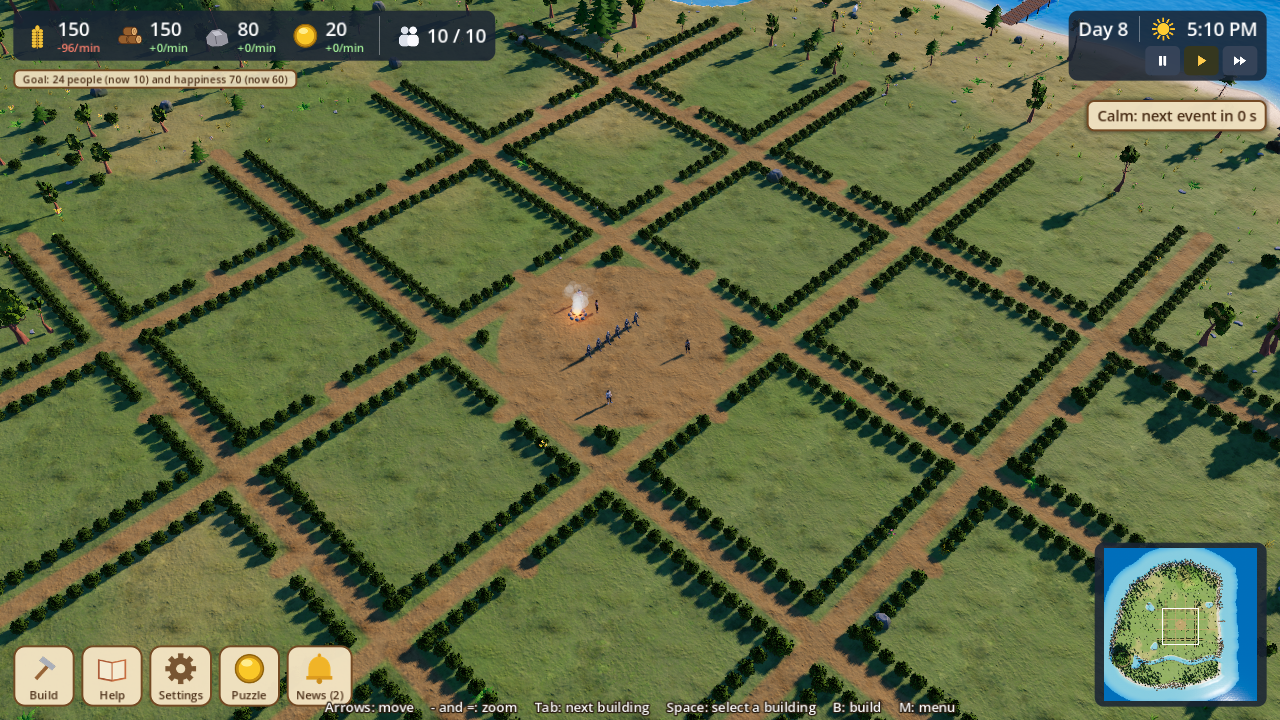 150
-96/min
150
+0/min
80
+0/min
20
+0/min
10 / 10
Goal: 24 people (now 10) and happiness 70 (now 60)
Day 8
5:10 PM
Calm: next event in 0 s
Build
Help
Settings
Puzzle
News (2)
Arrows: move - and =: zoom Tab: next building Space: select a building B: build M: menu